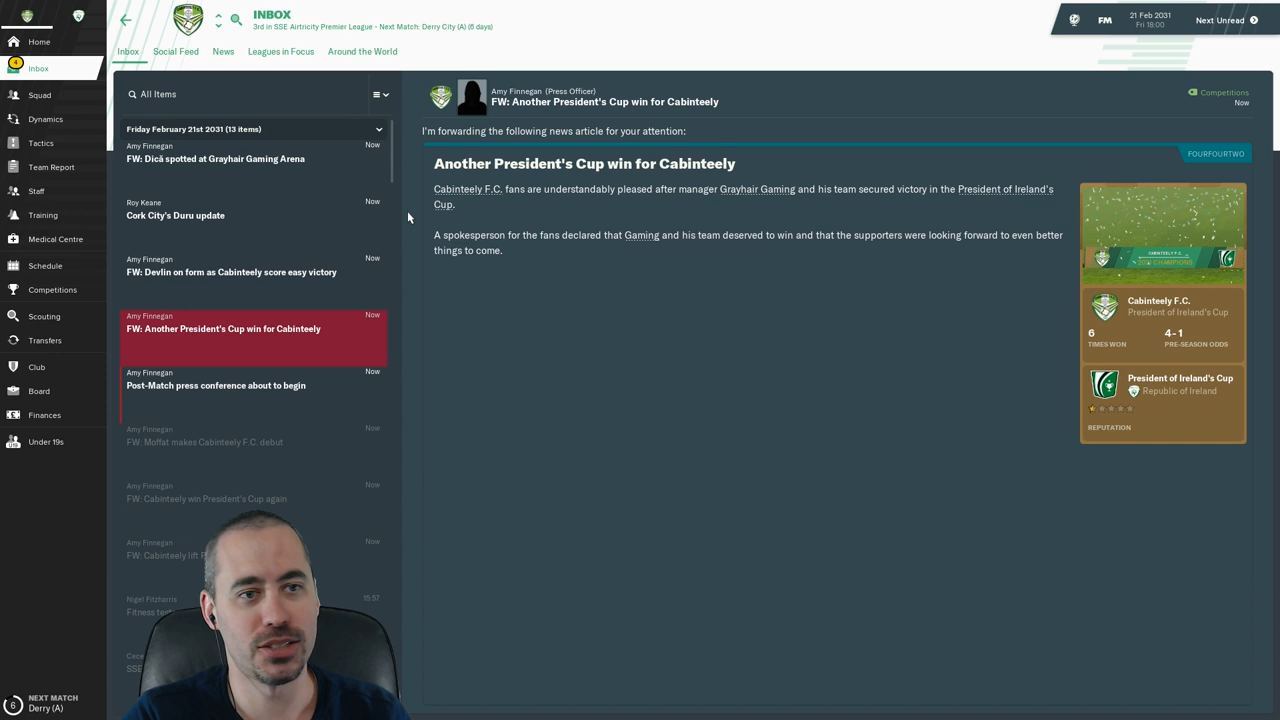 INBOX
3rd in SSE Airtricity Premier League - Next Match: Derry City (A) (6 days)
FM
21 Feb 2031
Fri 18:00
Next Unread
Inbox
Social Feed
News
Leagues in Focus
Around the World
Home
4
Inbox
Squad
Dynamics
Tactics
Team Report
Staff
Training
Medical Centre
Schedule
Competitions
Scouting
Transfers
Club
Board
Finances
Under 19s
6
NEXT MATCH
Derry (A)
All Items
Friday February 21st 2031 (13 items)
Amy Finnegan
Now
FW: Dică spotted at Grayhair Gaming Arena
Roy Keane
Now
Cork City's Duru update
Amy Finnegan
Now
FW: Devlin on form as Cabinteely score easy victory
Amy Finnegan
Now
FW: Another President's Cup win for Cabinteely
Amy Finnegan
Now
Post-Match press conference about to begin
Amy Finnegan
Now
FW: Moffat makes Cabinteely F.C. debut
Amy Finnegan
Now
FW: Cabinteely win President's Cup again
Amy Finnegan
Now
FW: Cabinteely lift
Nigel Fitzharris
15:57
Fitness
SSE
Amy Finnegan (Press Officer)
FW: Another President's Cup win for Cabinteely
Competitions
Now
I'm forwarding the following news article for your attention:
FOURFOURTWO
Another President's Cup win for Cabinteely
Cabinteely F.C. fans are understandably pleased after manager Grayhair Gaming and his team secured victory in the President of Ireland's
Cup.
A spokesperson for the fans declared that Gaming and his team deserved to win and that the supporters were looking forward to even better
things to come.
CABINTEELY F.C.
2031 CHAMPIONS
Cabinteely F.C.
President of Ireland's Cup
6
TIMES WON
4-1
PRE-SEASON ODDS
President of Ireland's Cup
Republic of Ireland
REPUTATION